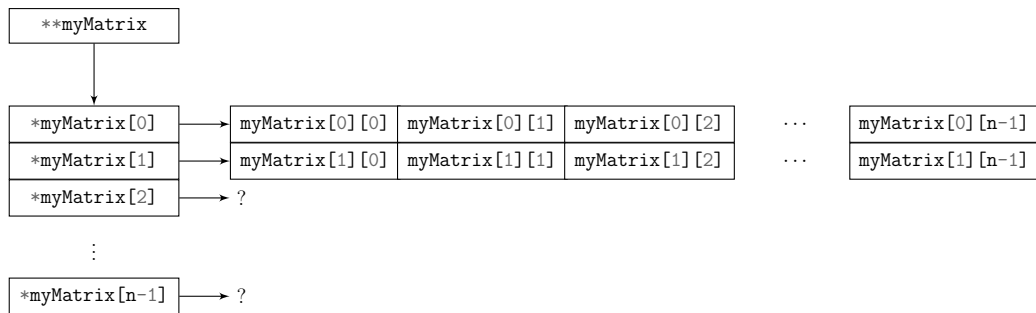 **myMatrix
*myMatrix[0] myMatrix[0][0] myMatrix[0][1] myMatrix[0][2] ⋯ myMatrix[0][n-1]
*myMatrix[1] myMatrix[1][0] myMatrix[1][1] myMatrix[1][2] ⋯ myMatrix[1][n-1]
*myMatrix[2] ?
⋮
*myMatrix[n-1] ?